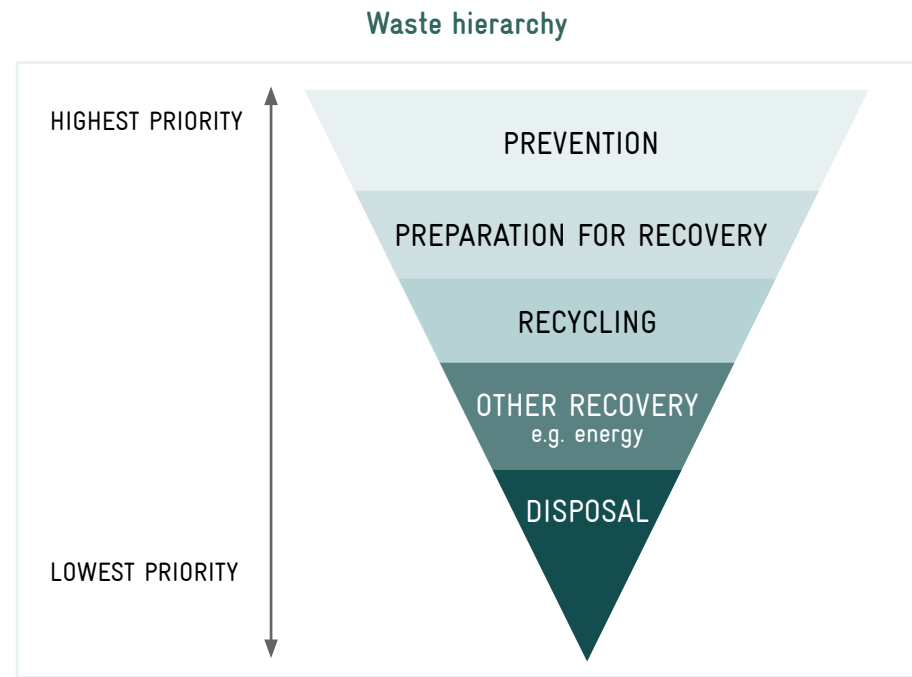 Waste hierarchy
HIGHEST PRIORITY
PREVENTION
PREPARATION FOR RECOVERY
RECYCLING
OTHER RECOVERY
e.g. energy
DISPOSAL
LOWEST PRIORITY